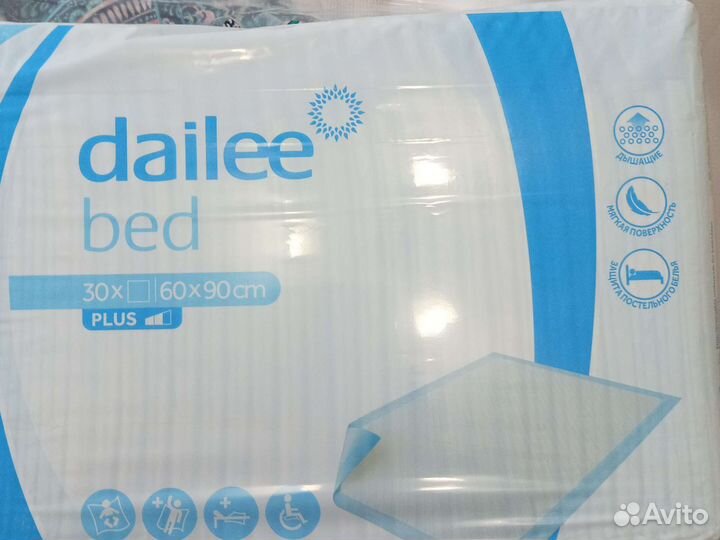 dailee
bed
30x | 60x90cm
PLUS
ДЫШАЩИЕ
МЯГКАЯ ПОВЕРХНОСТЬ
ЗАЩИТА ПОСТЕЛЬНОГО БЕЛЬЯ
Avito